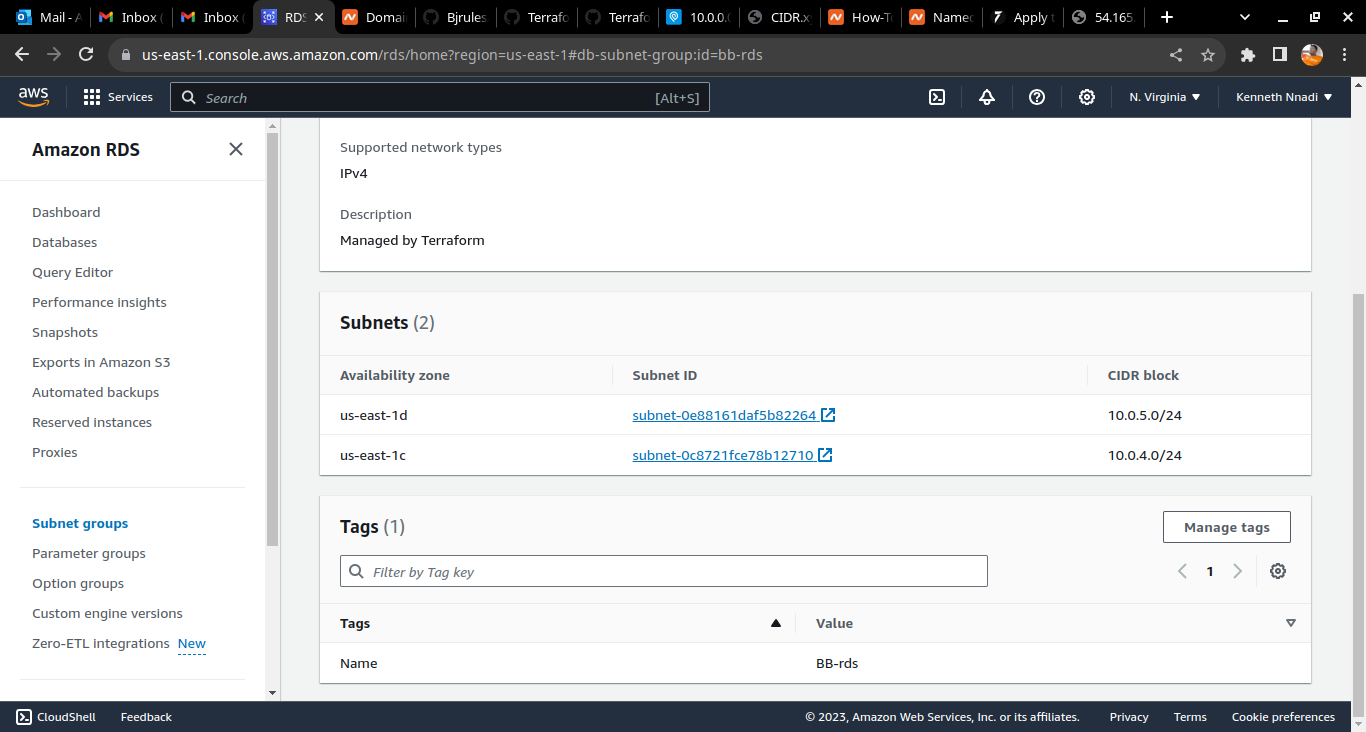 Mail - A
Inbox (
Inbox (
RDS
Domai
Bjrules
Terrafo
Terrafo
10.0.0.
CIDR.x
How-T
Namec
Apply t
54.165.
us-east-1.console.aws.amazon.com/rds/home?region=us-east-1#db-subnet-group:id=bb-rds
aws
Services
Search
[Alt+S]
N. Virginia
Kenneth Nnadi
Amazon RDS
Dashboard
Databases
Query Editor
Performance insights
Snapshots
Exports in Amazon S3
Automated backups
Reserved instances
Proxies
Subnet groups
Parameter groups
Option groups
Custom engine versions
Zero-ETL integrations New
Supported network types
IPv4
Description
Managed by Terraform
Subnets (2)
Availability zone Subnet ID CIDR block
us-east-1d subnet-0e88161daf5b82264 10.0.5.0/24
us-east-1c subnet-0c8721fce78b12710 10.0.4.0/24
Tags (1)
Manage tags
Filter by Tag key
1
Tags Value
Name BB-rds
CloudShell Feedback © 2023, Amazon Web Services, Inc. or its affiliates. Privacy Terms Cookie preferences